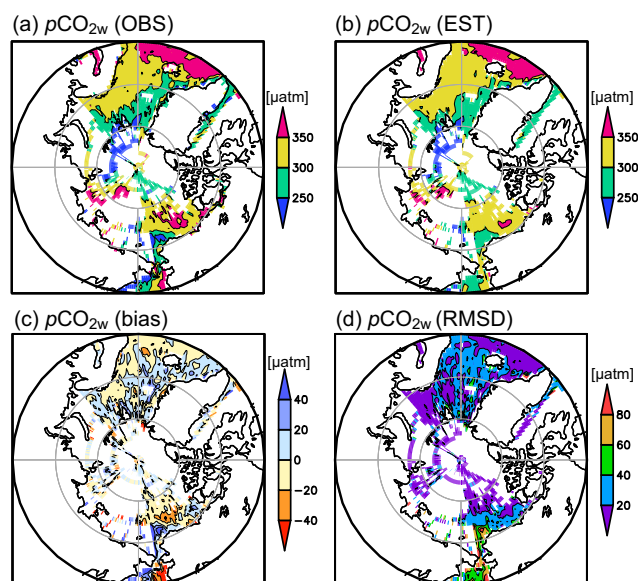 (a) pCO2w (OBS)
(b) pCO2w (EST)
[µatm]
350
300
250
[µatm]
350
300
250
(c) pCO2w (bias)
(d) pCO2w (RMSD)
[µatm]
40
20
0
−20
−40
[µatm]
80
60
40
20